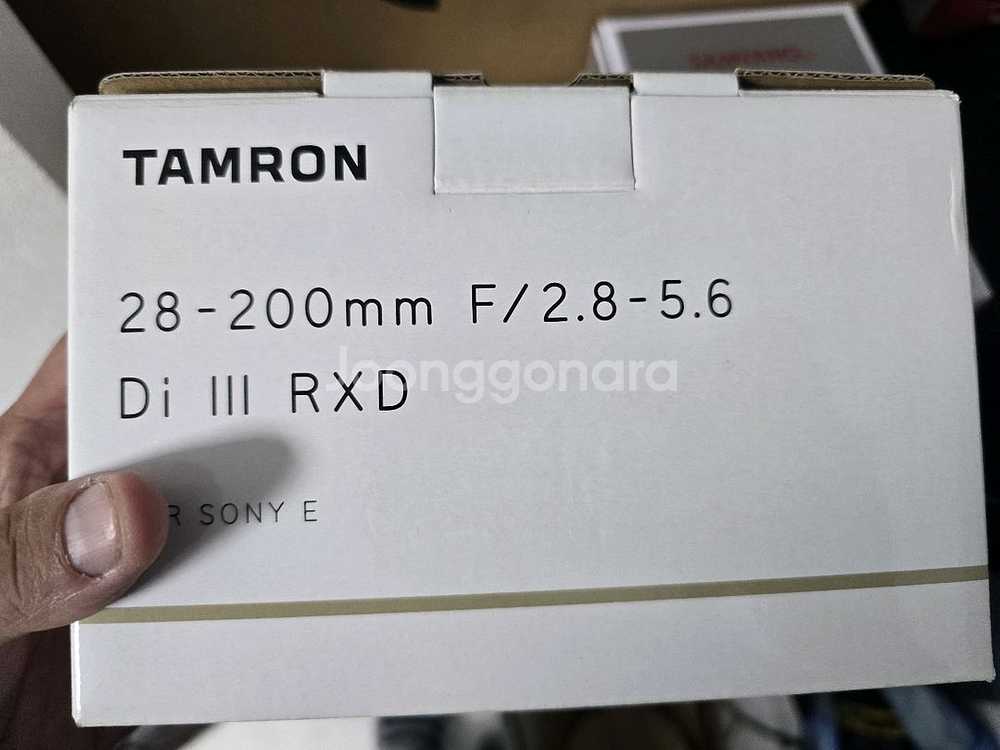 TAMRON
28-200mm F/2.8-5.6
Di III RXD
Joonggonara
SONY E